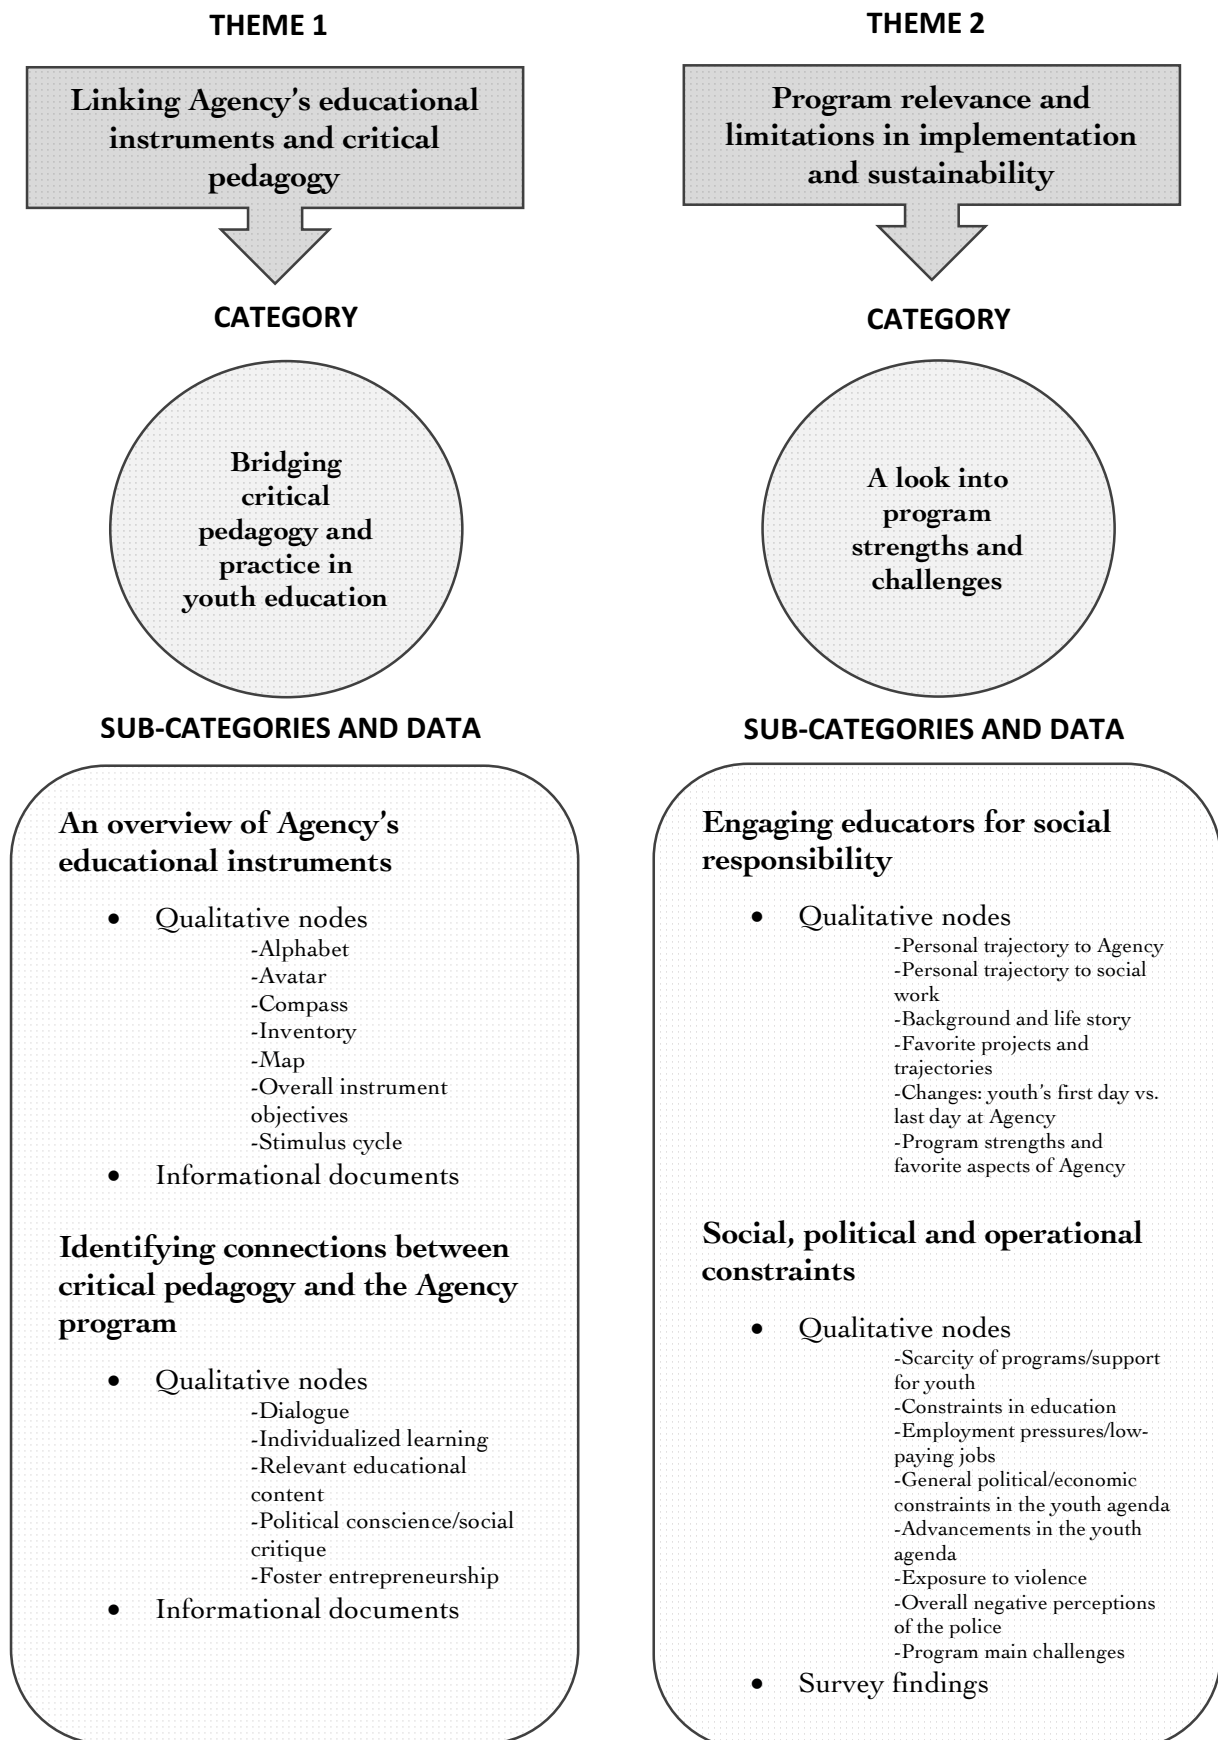 THEME 1
Linking Agency’s educational
instruments and critical
pedagogy
CATEGORY
Bridging
critical
pedagogy and
practice in
youth education
SUB-CATEGORIES AND DATA
An overview of Agency’s
educational instruments
• Qualitative nodes
-Alphabet
-Avatar
-Compass
-Inventory
-Map
-Overall instrument
objectives
-Stimulus cycle
• Informational documents
Identifying connections between
critical pedagogy and the Agency
program
• Qualitative nodes
-Dialogue
-Individualized learning
-Relevant educational
content
-Political conscience/social
critique
-Foster entrepreneurship
• Informational documents
THEME 2
Program relevance and
limitations in implementation
and sustainability
CATEGORY
A look into
program
strengths and
challenges
SUB-CATEGORIES AND DATA
Engaging educators for social
responsibility
• Qualitative nodes
-Personal trajectory to Agency
-Personal trajectory to social
work
-Background and life story
-Favorite projects and
trajectories
-Changes: youth’s first day vs.
last day at Agency
-Program strengths and
favorite aspects of Agency
Social, political and operational
constraints
• Qualitative nodes
-Scarcity of programs/support
for youth
-Constraints in education
-Employment pressures/low-
paying jobs
-General political/economic
constraints in the youth agenda
-Advancements in the youth
agenda
-Exposure to violence
-Overall negative perceptions
of the police
-Program main challenges
• Survey findings